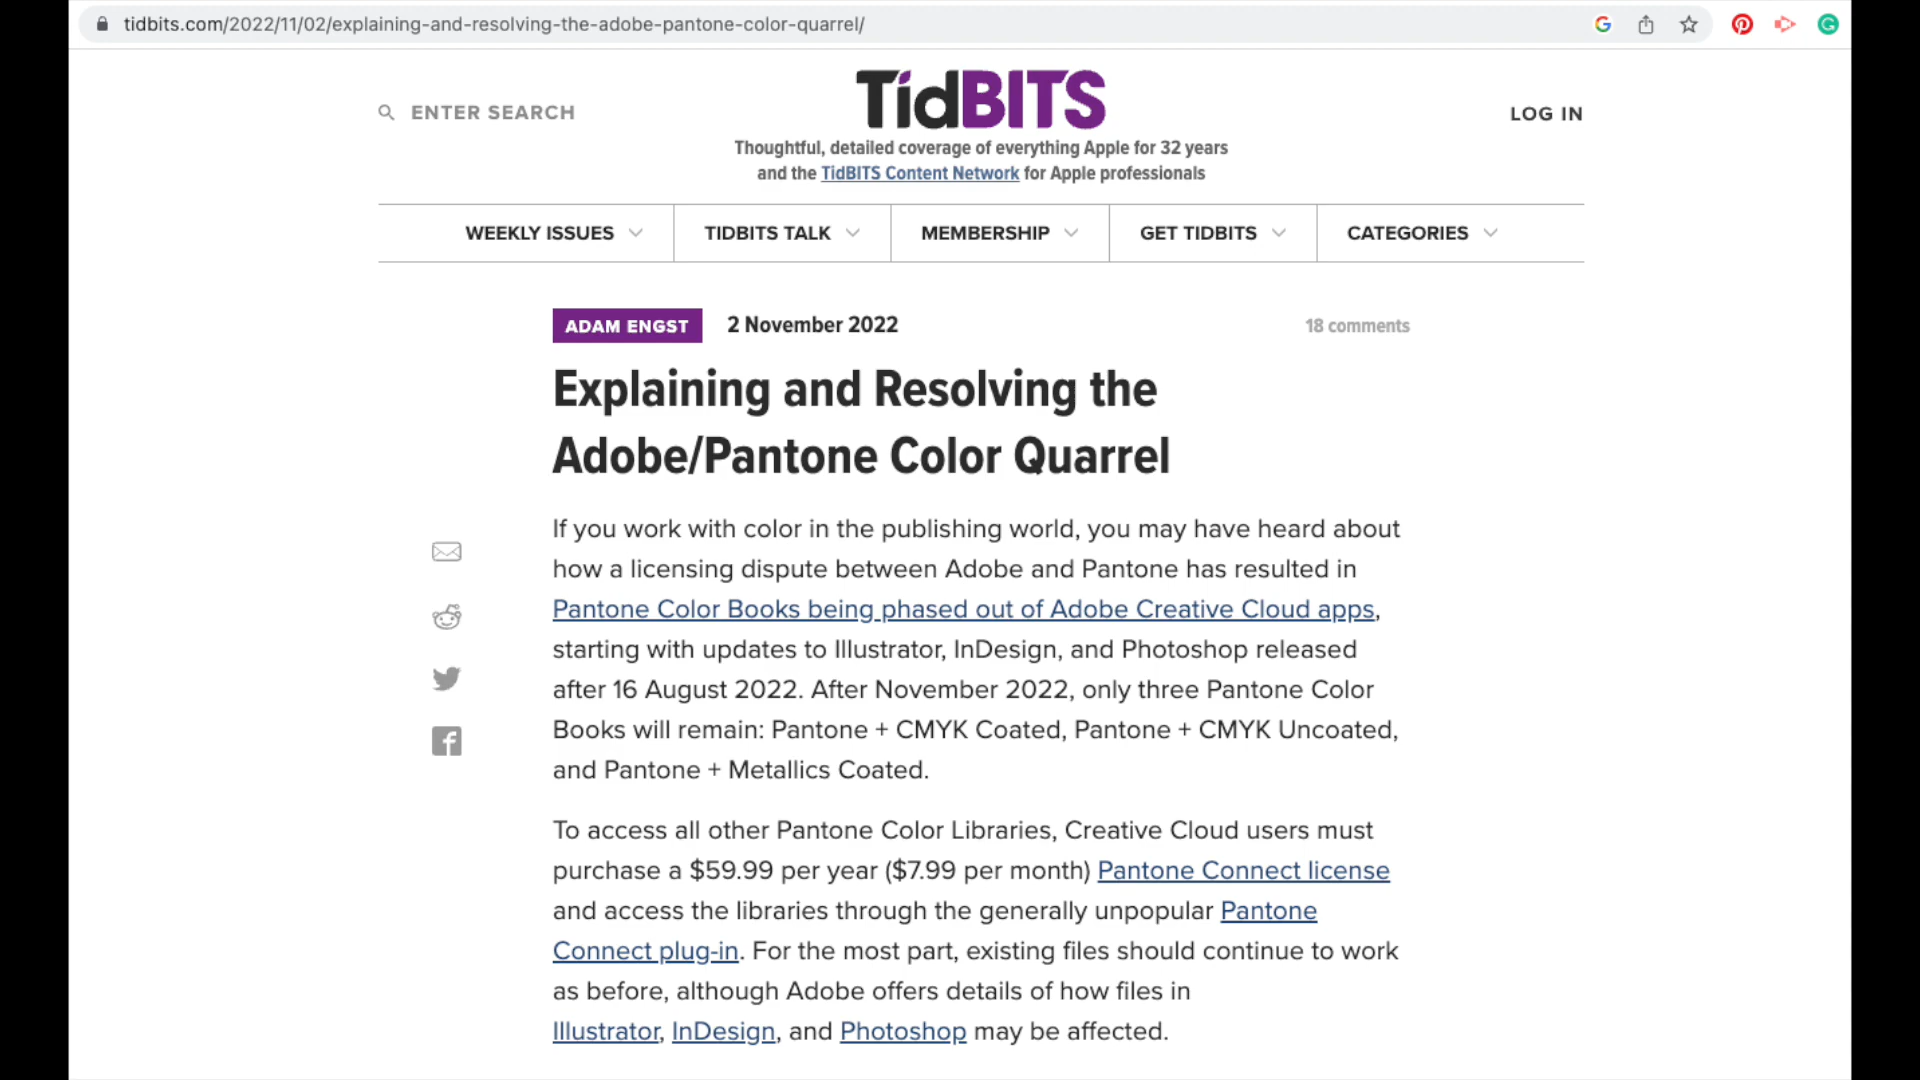 tidbits.com/2022/11/02/explaining-and-resolving-the-adobe-pantone-color-quarrel/
ENTER SEARCH
TidBITS
LOG IN
Thoughtful, detailed coverage of everything Apple for 32 years
and the TidBITS Content Network for Apple professionals
WEEKLY ISSUES
TIDBITS TALK
MEMBERSHIP
GET TIDBITS
CATEGORIES
ADAM ENGST
2 November 2022
18 comments
Explaining and Resolving the
Adobe/Pantone Color Quarrel
If you work with color in the publishing world, you may have heard about
how a licensing dispute between Adobe and Pantone has resulted in
Pantone Color Books being phased out of Adobe Creative Cloud apps,
starting with updates to Illustrator, InDesign, and Photoshop released
after 16 August 2022. After November 2022, only three Pantone Color
Books will remain: Pantone + CMYK Coated, Pantone + CMYK Uncoated,
and Pantone + Metallics Coated.
To access all other Pantone Color Libraries, Creative Cloud users must
purchase a $59.99 per year ($7.99 per month) Pantone Connect license
and access the libraries through the generally unpopular Pantone
Connect plug-in. For the most part, existing files should continue to work
as before, although Adobe offers details of how files in
Illustrator, InDesign, and Photoshop may be affected.